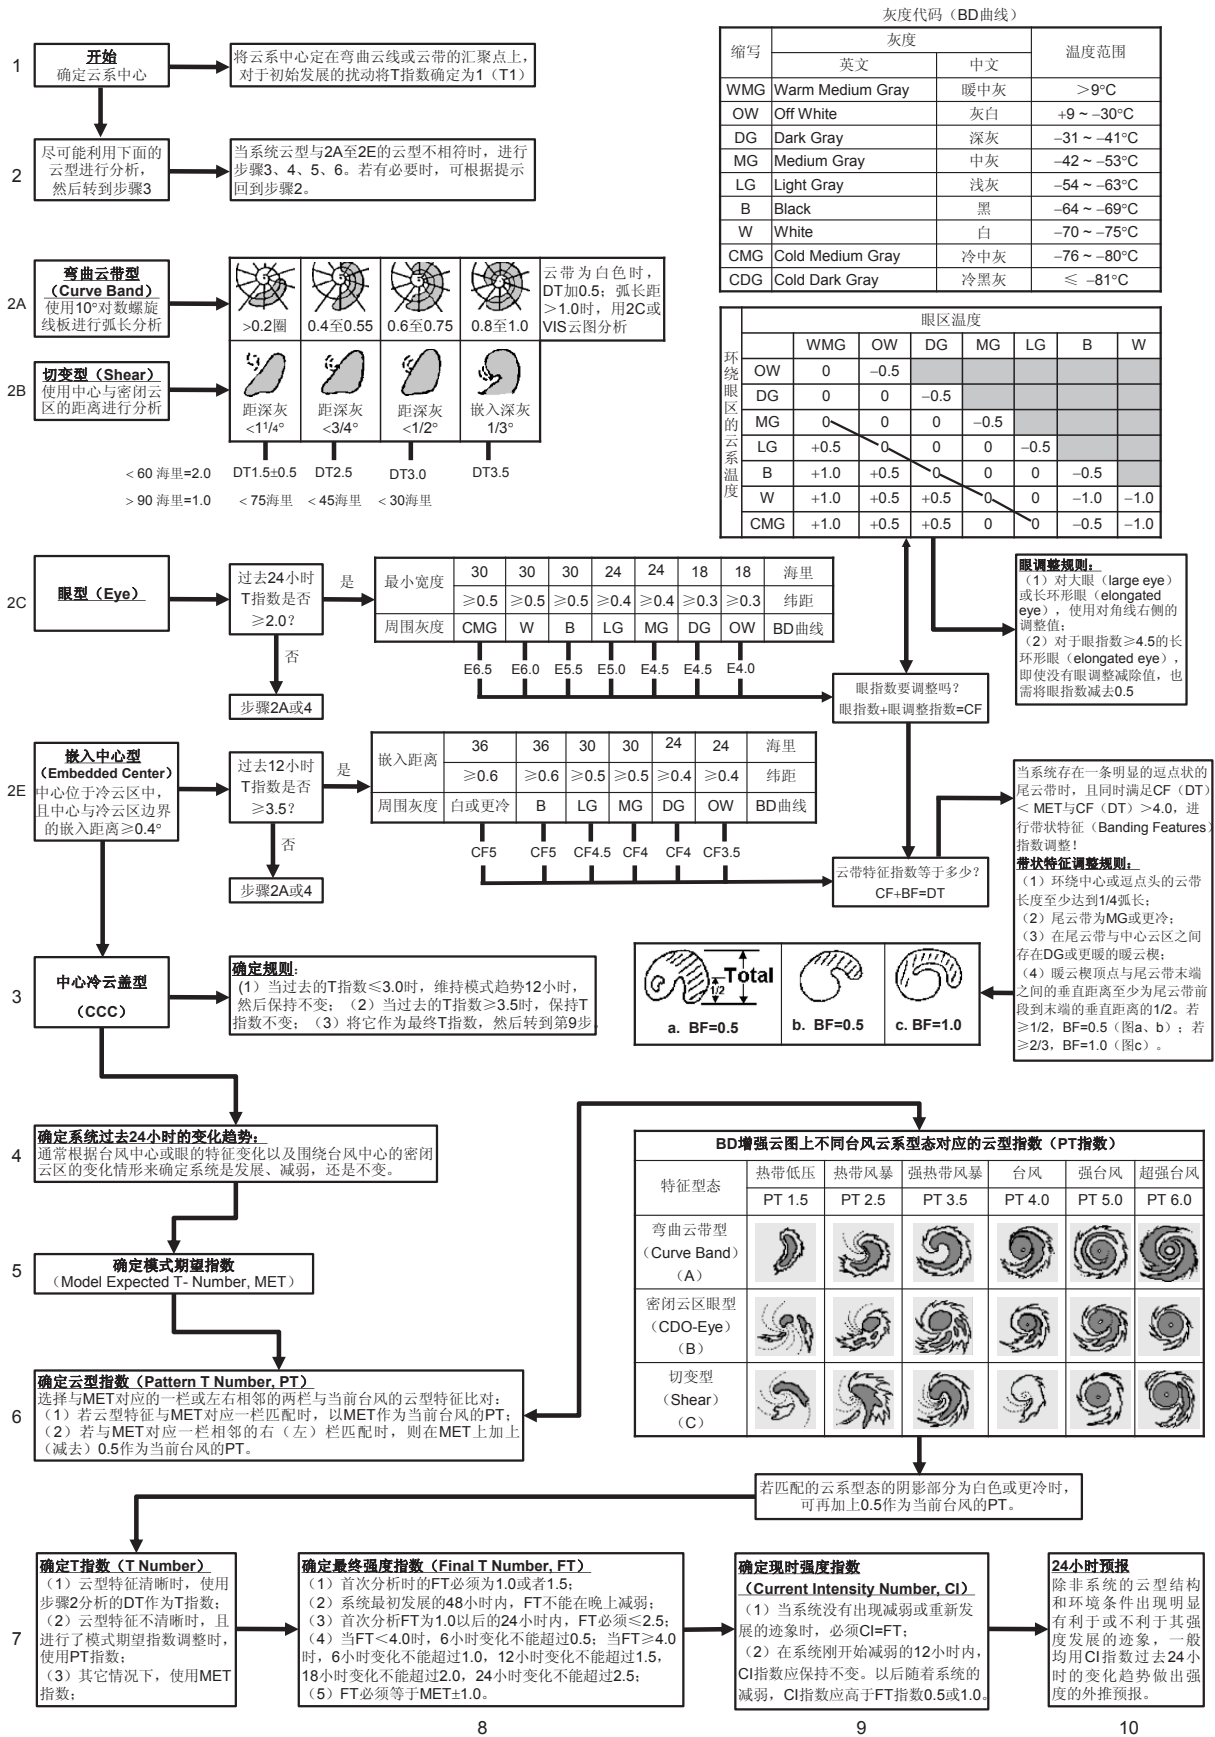 灰度代码（BD曲线）
缩写 灰度 温度范围
英文 中文
WMG Warm Medium Gray 暖中灰 ＞9°C
OW Off White 灰白 +9 ~ −30°C
DG Dark Gray 深灰 −31 ~ −41°C
MG Medium Gray 中灰 −42 ~ −53°C
LG Light Gray 浅灰 −54 ~ −63°C
B Black 黑 −64 ~ −69°C
W White 白 −70 ~ −75°C
CMG Cold Medium Gray 冷中灰 −76 ~ −80°C
CDG Cold Dark Gray 冷黑灰 ≤ −81°C
1
开始
确定云系中心
将云系中心定在弯曲云线或云带的汇聚点上，
对于初始发展的扰动将T指数确定为1（T1）
2
尽可能利用下面的
云型进行分析，
然后转到步骤3
当系统云型与2A至2E的云型不相符时，进行
步骤3、4、5、6。若有必要时，可根据提示
回到步骤2。
2A
弯曲云带型
（Curve Band）
使用10°对数螺旋
线板进行弧长分析
>0.2圈 0.4至0.55 0.6至0.75 0.8至1.0
云带为白色时，
DT加0.5；弧长距
＞1.0时，用2C或
VIS云图分析
2B
切变型（Shear）
使用中心与密闭云
区的距离进行分析
距深灰 距深灰 距深灰 嵌入深灰
<1¹/4° <3/4° <1/2° 1/3°
＜60 海里=2.0 DT1.5±0.5 DT2.5 DT3.0 DT3.5
＞90 海里=1.0 ＜75海里 ＜45海里 ＜30海里
眼区温度
环绕眼区的云系温度
WMG OW DG MG LG B W
OW 0 −0.5
DG 0 0 −0.5
MG 0 0 0 −0.5
LG +0.5 0 0 0 −0.5
B +1.0 +0.5 0 0 0 −0.5
W +1.0 +0.5 +0.5 0 0 −1.0 −1.0
CMG +1.0 +0.5 +0.5 0 0 −0.5 −1.0
眼调整规则：
（1）对大眼（large eye）
或长环形眼（elongated
eye），使用对角线右侧的
调整值；
（2）对于眼指数≥4.5的长
环形眼（elongated eye），
即使没有眼调整减除值，也
需将眼指数减去0.5
2C
眼型（Eye）
过去24小时
T指数是否
≥2.0？
是
否
步骤2A或4
最小宽度 30 30 30 24 24 18 18 海里
≥0.5 ≥0.5 ≥0.5 ≥0.4 ≥0.4 ≥0.3 ≥0.3 纬距
周围灰度 CMG W B LG MG DG OW BD曲线
E6.5 E6.0 E5.5 E5.0 E4.5 E4.5 E4.0
眼指数要调整吗？
眼指数+眼调整指数=CF
2E
嵌入中心型
（Embedded Center）
中心位于冷云区中，
且中心与冷云区边界
的嵌入距离≥0.4°
过去12小时
T指数是否
≥3.5？
是
否
步骤2A或4
嵌入距离 36 36 30 30 24 24 海里
≥0.6 ≥0.6 ≥0.5 ≥0.5 ≥0.4 ≥0.4 纬距
周围灰度 白或更冷 B LG MG DG OW BD曲线
CF5 CF5 CF4.5 CF4 CF4 CF3.5
云带特征指数等于多少？
CF+BF=DT
当系统存在一条明显的逗点状的
尾云带时，且同时满足CF（DT）
＜MET与CF（DT）＞4.0，进
行带状特征（Banding Features）
指数调整！
带状特征调整规则：
（1）环绕中心或逗点头的云带
长度至少达到1/4弧长；
（2）尾云带为MG或更冷；
（3）在尾云带与中心云区之间
存在DG或更暖的暖云楔；
（4）暖云楔顶点与尾云带末端
之间的垂直距离至少为尾云带前
段到末端的垂直距离的1/2。若
≥1/2，BF=0.5（图a、b）；若
≥2/3，BF=1.0（图c）。
Total
1/2
a. BF=0.5 b. BF=0.5 c. BF=1.0
3
中心冷云盖型
（CCC）
确定规则：
(1）当过去的T指数≤3.0时，维持模式趋势12小时，
然后保持不变；（2）当过去的T指数≥3.5时，保持T
指数不变；（3）将它作为最终T指数，然后转到第9步。
4
确定系统过去24小时的变化趋势：
通常根据台风中心或眼的特征变化以及围绕台风中心的密闭
云区的变化情形来确定系统是发展、减弱，还是不变。
5
确定模式期望指数
（Model Expected T- Number, MET）
6
确定云型指数（Pattern T Number, PT）
选择与MET对应的一栏或左右相邻的两栏与当前台风的云型特征比对：
（1）若云型特征与MET对应一栏匹配时，以MET作为当前台风的PT；
（2）若与MET对应一栏相邻的右（左）栏匹配时，则在MET上加上
（减去）0.5作为当前台风的PT。
BD增强云图上不同台风云系型态对应的云型指数（PT指数）
特征型态 热带低压 热带风暴 强热带风暴 台风 强台风 超强台风
PT 1.5 PT 2.5 PT 3.5 PT 4.0 PT 5.0 PT 6.0
弯曲云带型
（Curve Band）
（A）
密闭云区眼型
（CDO-Eye）
（B）
切变型
（Shear）
（C）
若匹配的云系型态的阴影部分为白色或更冷时，
可再加上0.5作为当前台风的PT。
7
确定T指数（T Number）
（1）云型特征清晰时，使用
步骤2分析的DT作为T指数；
（2）云型特征不清晰时，且
进行了模式期望指数调整时，
使用PT指数；
（3）其它情况下，使用MET
指数；
确定最终强度指数（Final T Number, FT）
（1）首次分析时的FT必须为1.0或者1.5；
（2）系统最初发展的48小时内，FT不能在晚上减弱；
（3）首次分析FT为1.0以后的24小时内，FT必须≤2.5；
（4）当FT＜4.0时，6小时变化不能超过0.5；当FT≥4.0
时，6小时变化不能超过1.0，12小时变化不能超过1.5，
18小时变化不能超过2.0，24小时变化不能超过2.5；
（5）FT必须等于MET±1.0。
8
确定现时强度指数
（Current Intensity Number, CI）
（1）当系统没有出现减弱或重新发
展的迹象时，必须CI=FT；
（2）在系统刚开始减弱的12小时内，
CI指数应保持不变。以后随着系统的
减弱，CI指数应高于FT指数0.5或1.0。
9
24小时预报
除非系统的云型结构
和环境条件出现明显
有利于或不利于其强
度发展的迹象，一般
均用CI指数过去24小
时的变化趋势做出强
度的外推预报。
10